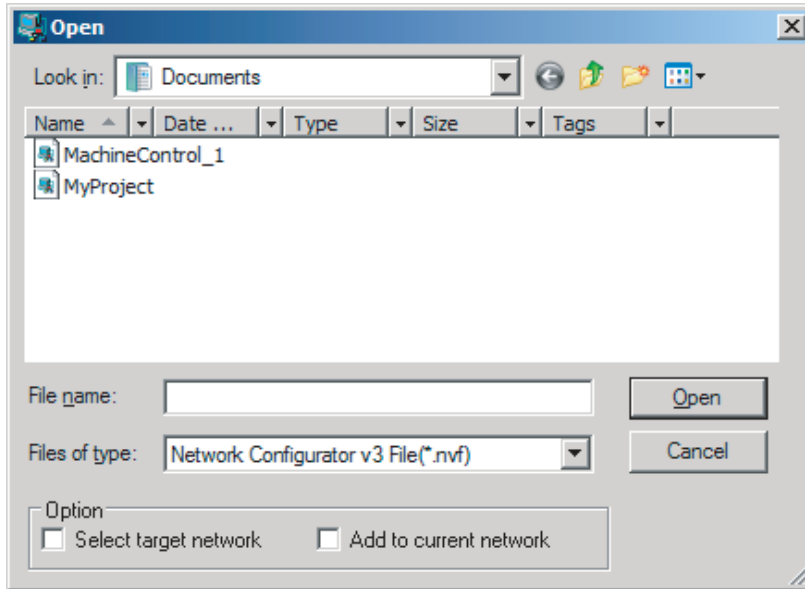 Open
Look in: Documents
Name Date ... Type Size Tags
MachineControl_1
MyProject
File name: Open
Files of type: Network Configurator v3 File(*.nvf) Cancel
Option
Select target network Add to current network